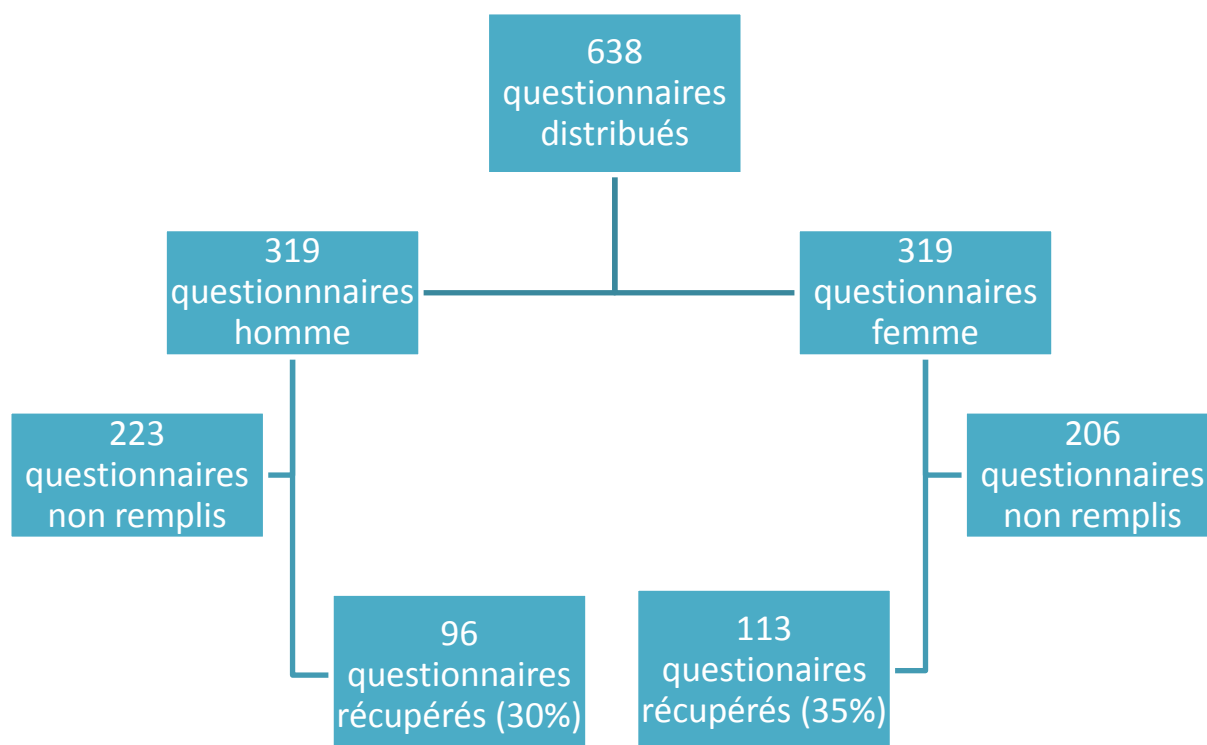 638
questionnaires
distribués
319
questionnnaires
homme
319
questionnaires
femme
223
questionnaires
non remplis
206
questionnaires
non remplis
96
questionnaires
récupérés (30%)
113
questionaires
récupérés (35%)